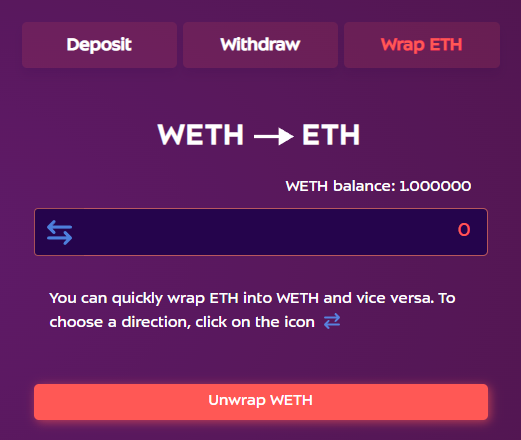 Deposit
Withdraw
Wrap ETH
WETH → ETH
WETH balance: 1.000000
0
You can quickly wrap ETH into WETH and vice versa. To
choose a direction, click on the icon
Unwrap WETH